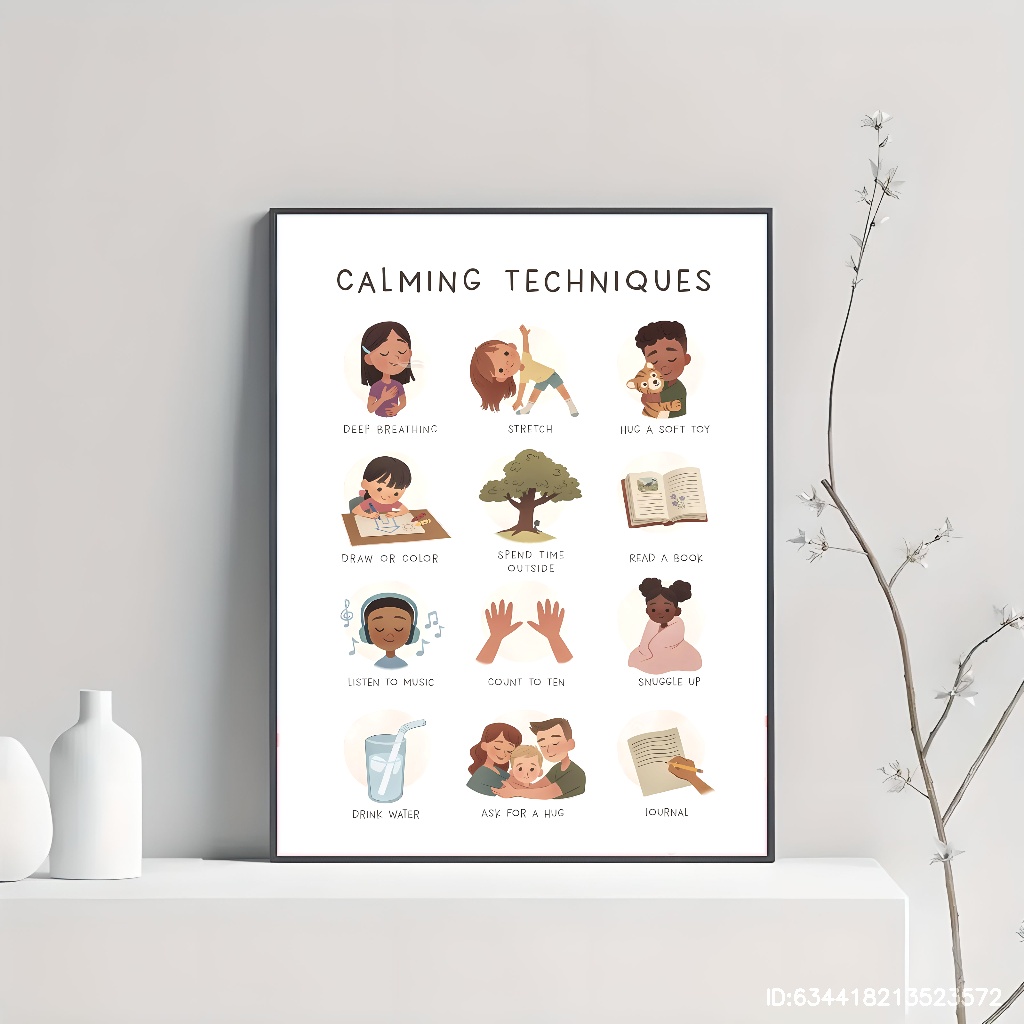 CALMING TECHNIQUES
DEEP BREATHING
STRETCH
HUG A SOFT TOY
DRAW OR COLOR
SPEND TIME
OUTSIDE
READ A BOOK
LISTEN TO MUSIC
COUNT TO TEN
SNUGGLE UP
DRINK WATER
ASK FOR A HUG
JOURNAL
ID:634418213523572